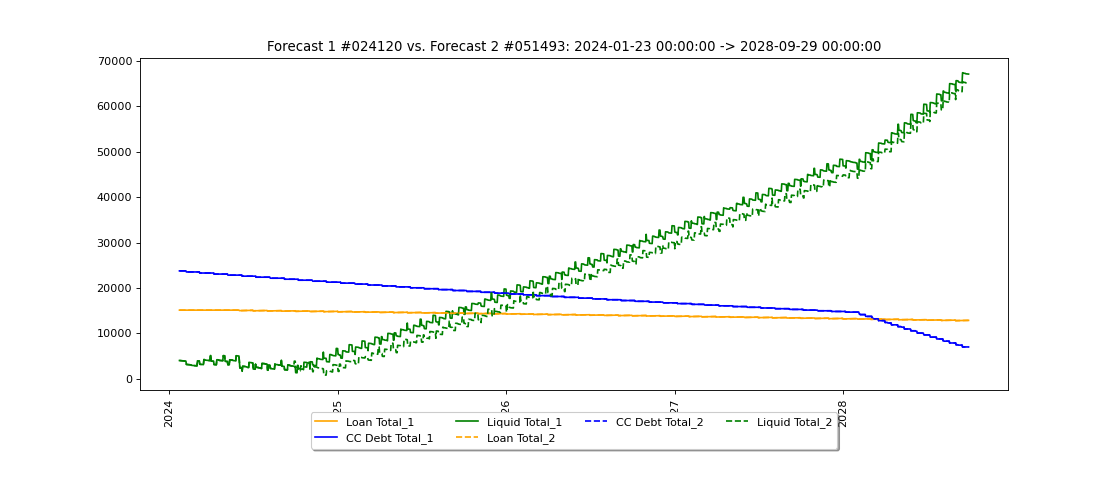 Forecast 1 #024120 vs. Forecast 2 #051493: 2024-01-23 00:00:00 -> 2028-09-29 00:00:00
70000
60000
50000
40000
30000
20000
10000
0
2024
25
26
27
2028
Loan Total_1
Liquid Total_1
CC Debt Total_2
Liquid Total_2
CC Debt Total_1
Loan Total_2